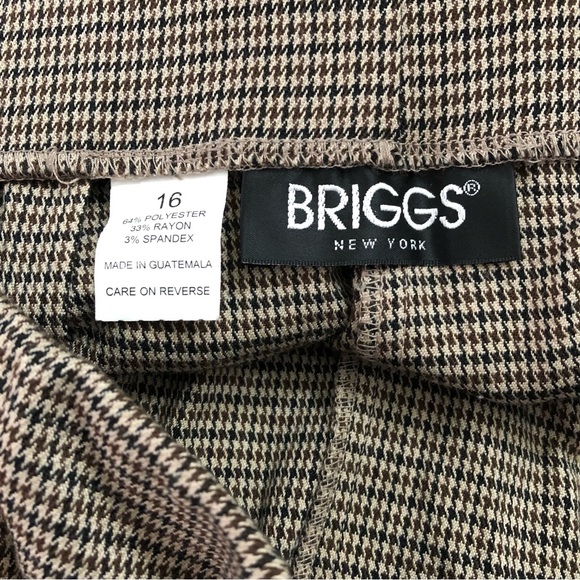 16
64% POLYESTER
33% RAYON
3% SPANDEX
MADE IN GUATEMALA
CARE ON REVERSE
BRIGGS®
NEW YORK